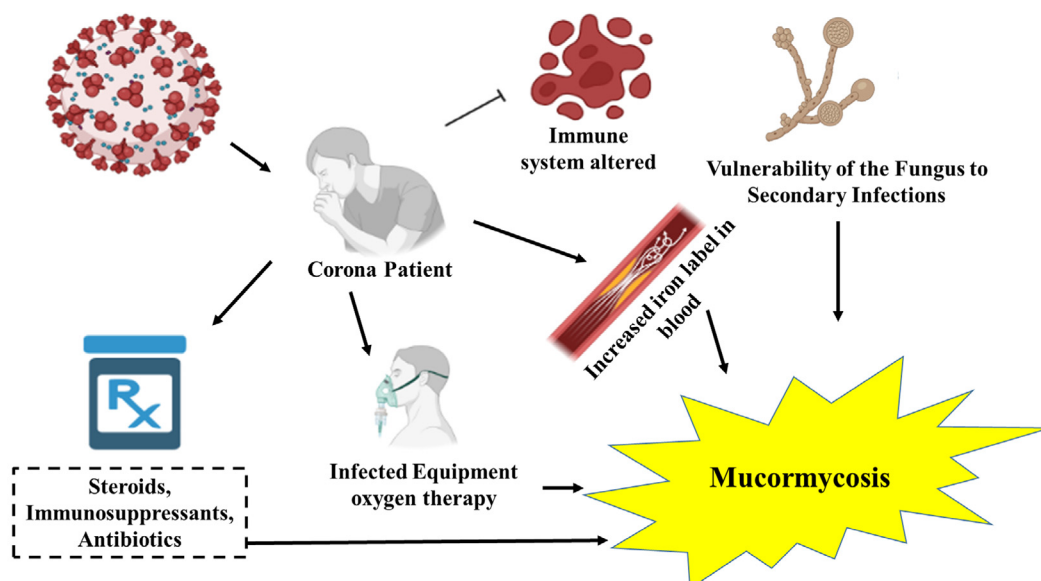 Immune
system altered
Vulnerability of the Fungus to
Secondary Infections
Corona Patient
Increased iron label in
blood
Rx
Infected Equipment
oxygen therapy
Steroids,
Immunosuppressants,
Antibiotics
Mucormycosis